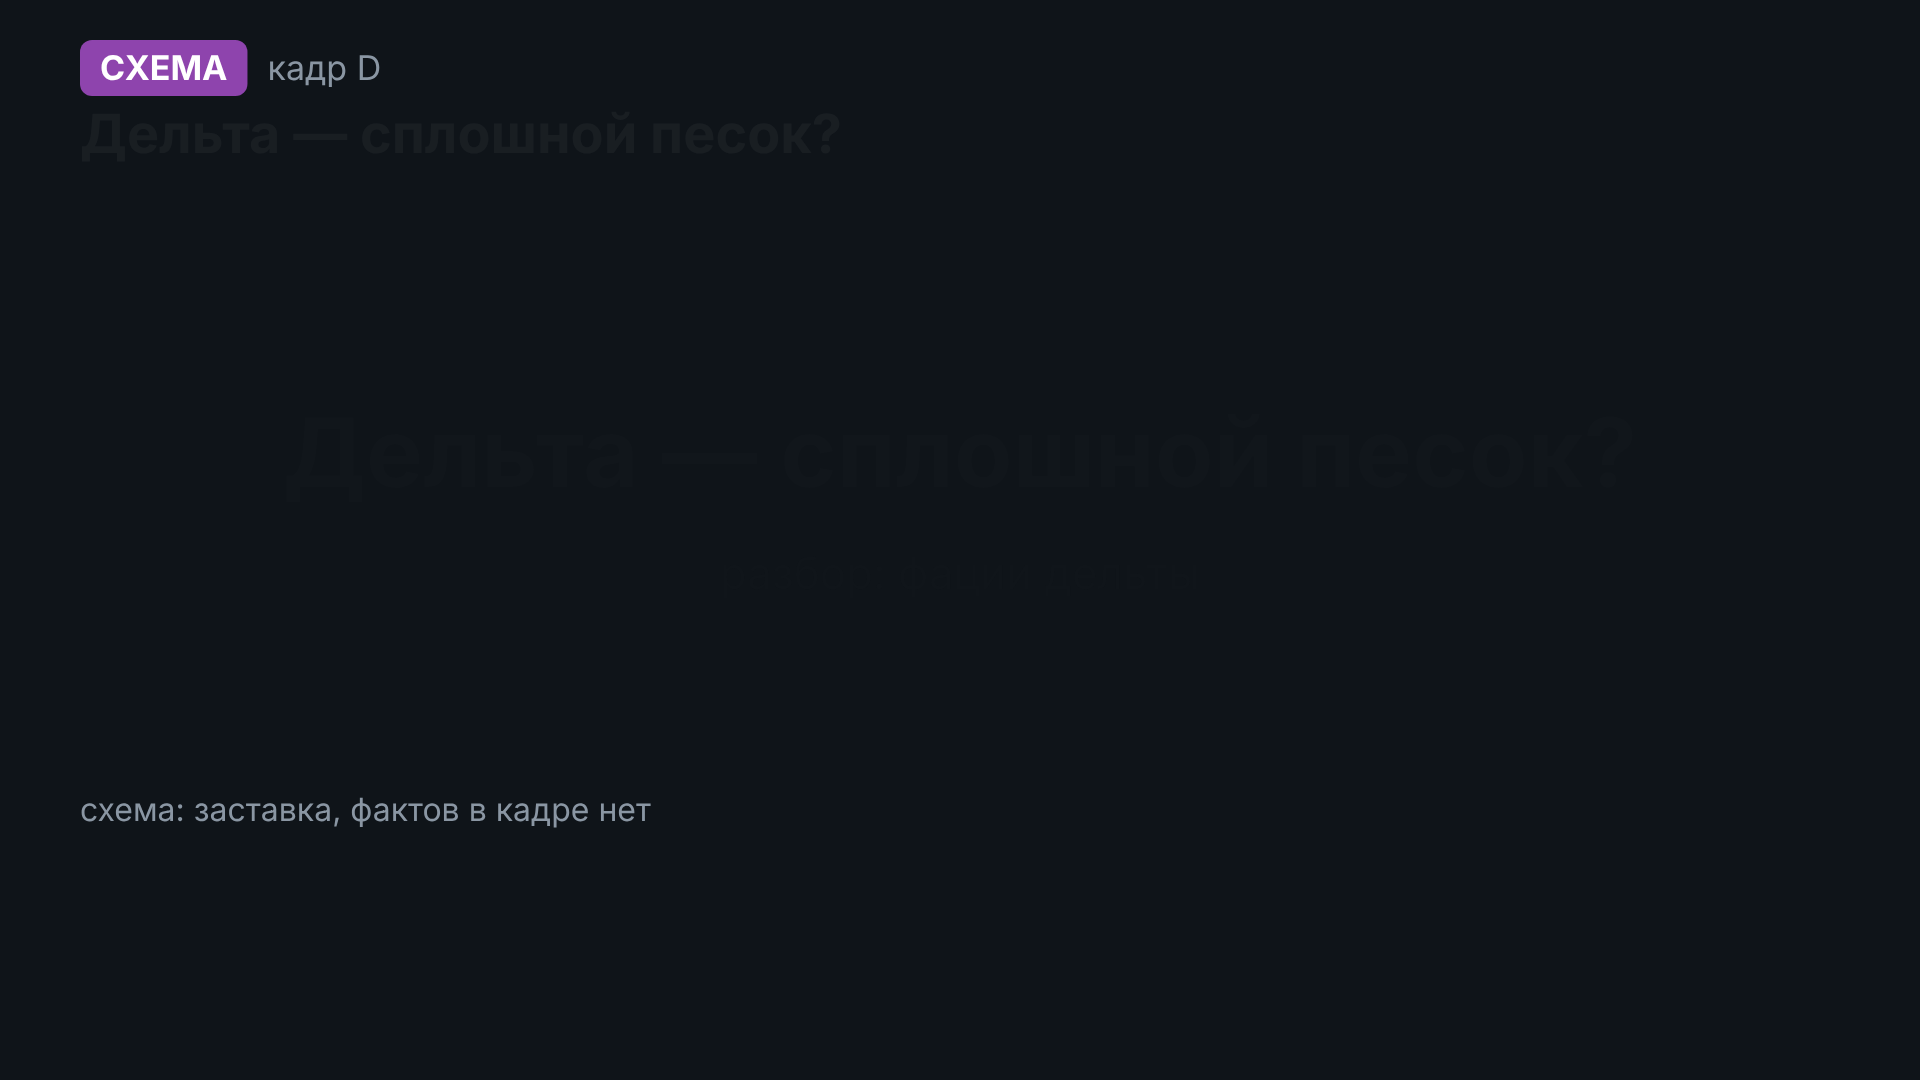 СХЕМА кадр D
Дельта — сплошной песок?
Дельта — сплошной песок?
схема: заставка, фактов в кадре нет